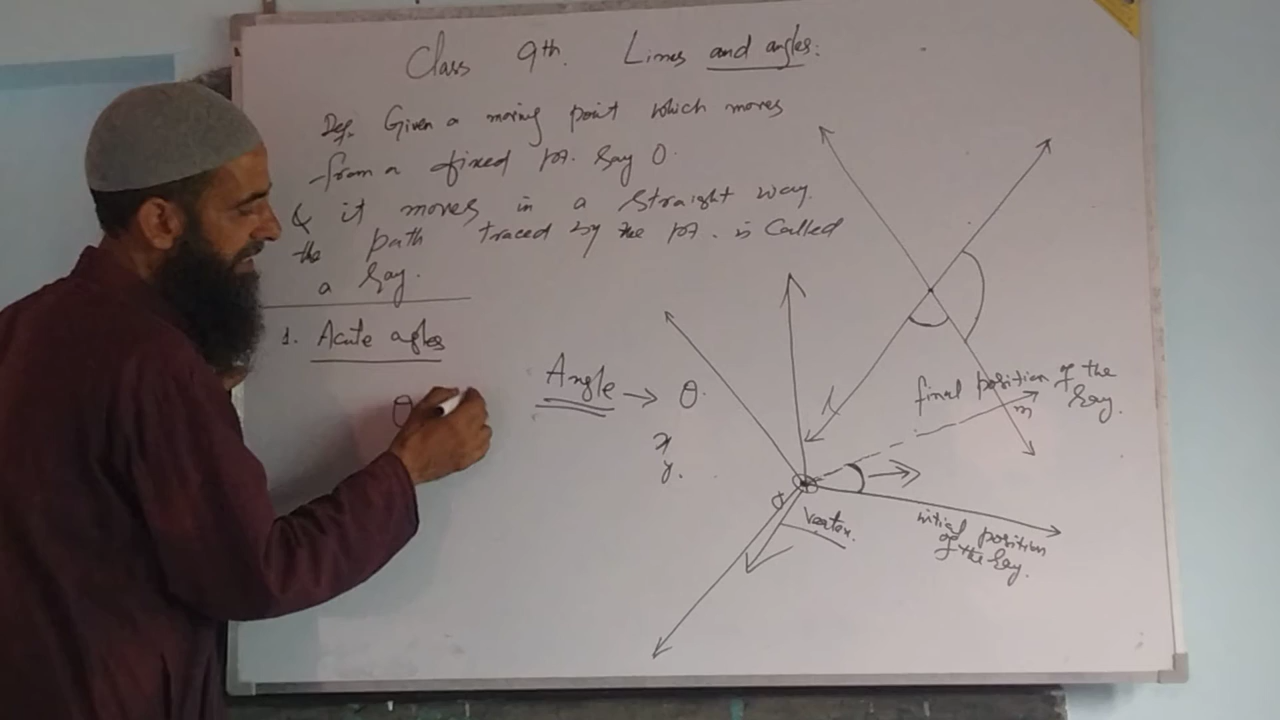 Class 9th. Lines and angles:
Def. Given a moving point which moves
from a fixed pt. say O.
& it moves in a straight way.
the path traced by the pt. is Called
a ray.
1. Acute agles
θ
Angle → θ.
x
y.
final position of the
ray.
m
l
O
Vertex.
initial position
of the ray.